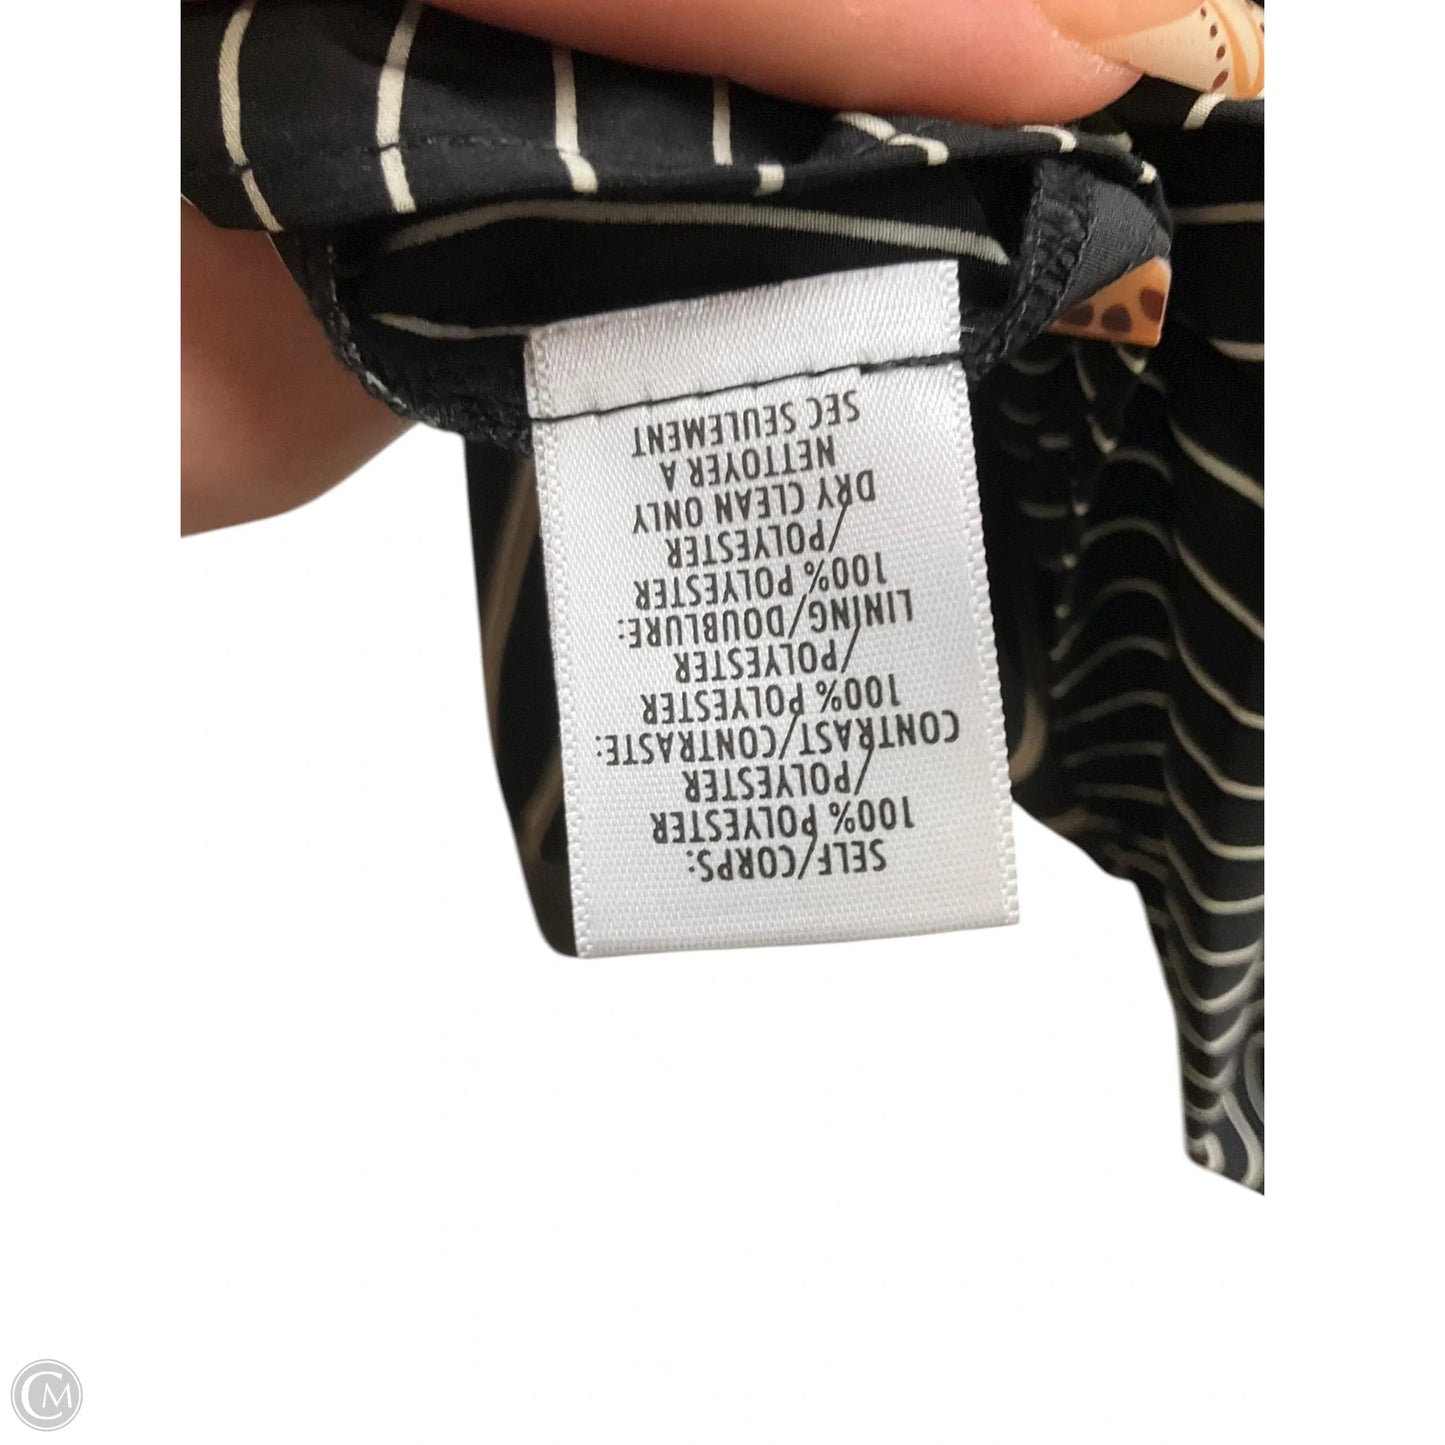 SELF/CORPS:
100% POLYESTER
/POLYESTER
CONTRAST/CONTRASTE:
100% POLYESTER
/POLYESTER
LINING/DOUBLURE:
100% POLYESTER
/POLYESTER
DRY CLEAN ONLY
NETTOYER A
SEC SEULEMENT
CM